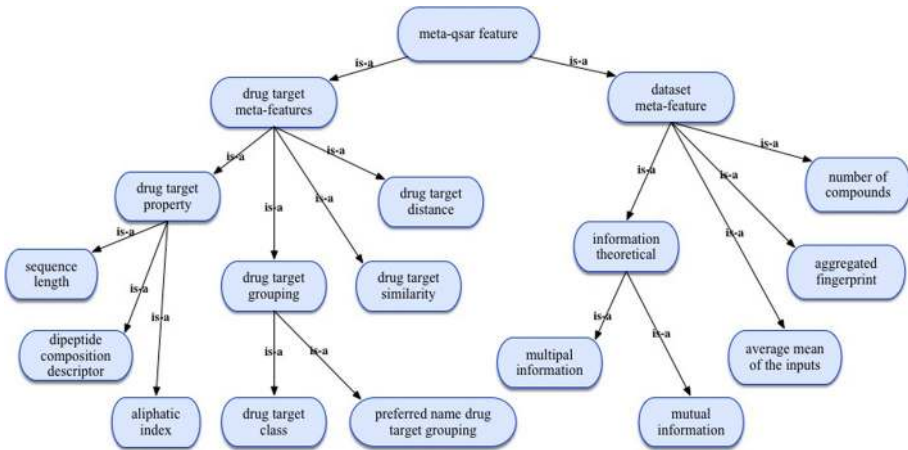 meta-qsar feature
is-a
is-a
drug target
meta-features
dataset
meta-feature
is-a
is-a
is-a
is-a
is-a
is-a
is-a
is-a
drug target
property
drug target
distance
number of
compounds
is-a
is-a
is-a
information
theoretical
sequence
length
drug target
grouping
drug target
similarity
aggregated
fingerprint
is-a
is-a
is-a
is-a
dipeptide
composition
descriptor
multipal
information
average mean
of the inputs
aliphatic
index
drug target
class
preferred name drug
target grouping
mutual
information